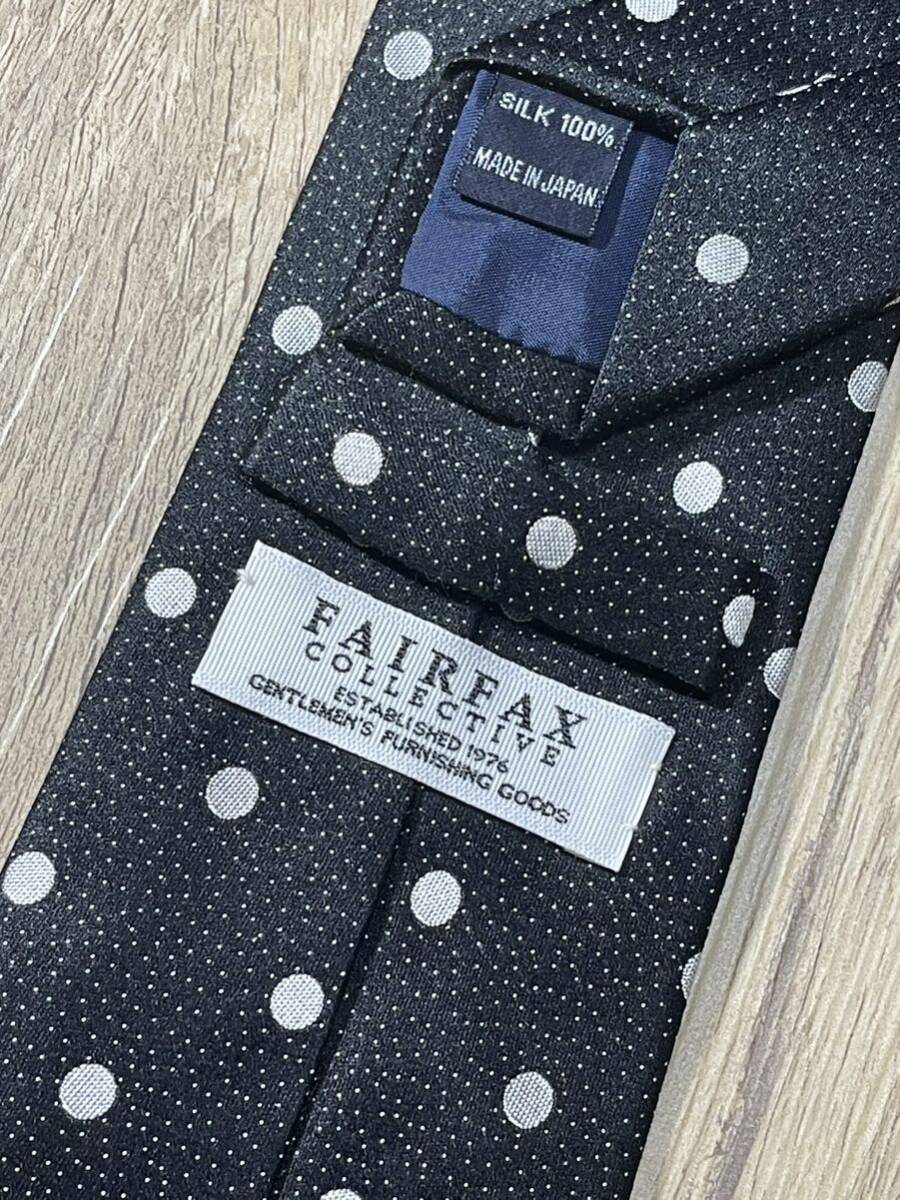 SILK 100%
MADE IN JAPAN
FAIRFAX
COLLECTIVE
ESTABLISHED 1976
GENTLEMEN'S FURNISHING GOODS